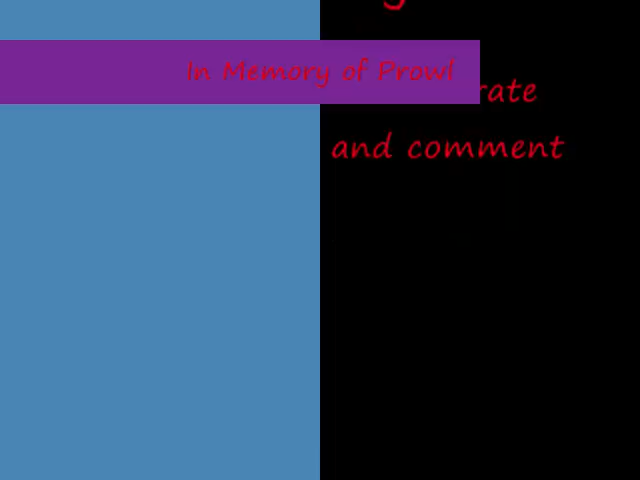 In Memory of Prowl
rate
and comment